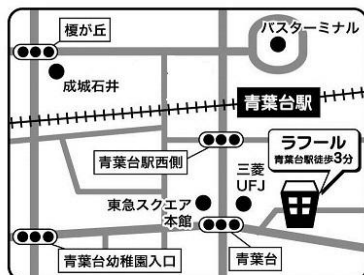 榎が丘
バスターミナル
成城石井
青葉台駅
ラフール
青葉台駅徒歩3分
青葉台駅西側
三菱
UFJ
東急スクエア
本館
青葉台幼稚園入口
青葉台